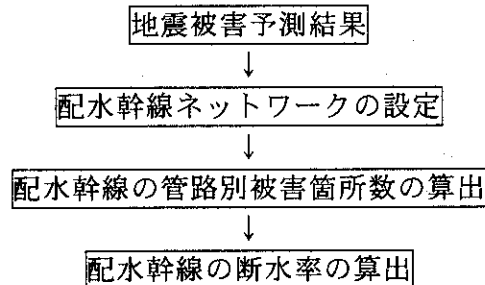 地震被害予測結果
↓
配水幹線ネットワークの設定
↓
配水幹線の管路別被害箇所数の算出
↓
配水幹線の断水率の算出